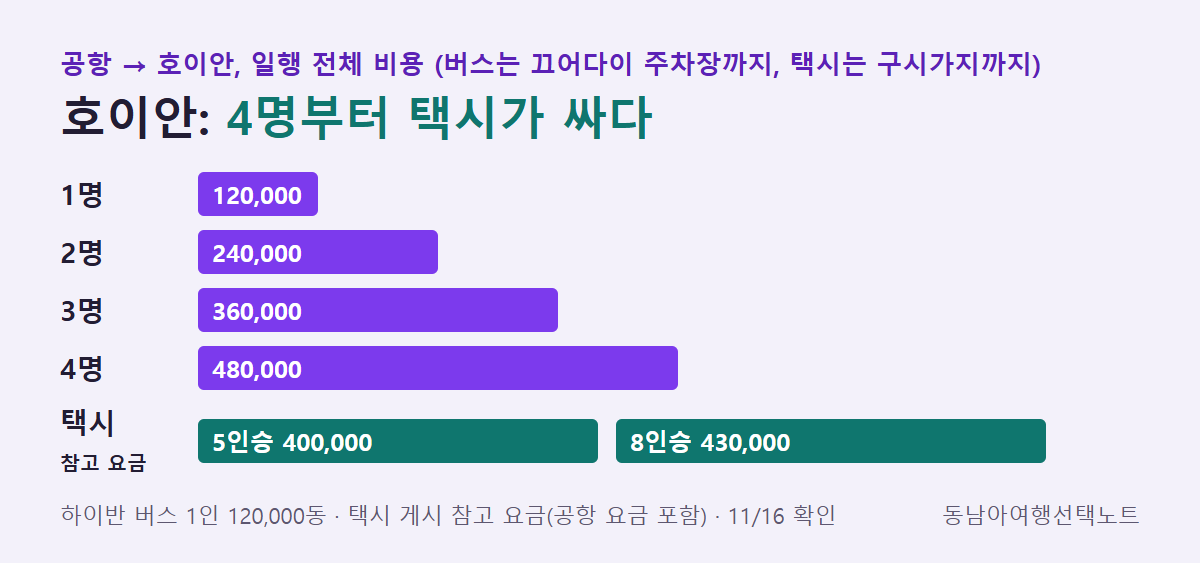 공항 → 호이안, 일행 전체 비용 (버스는 끄어다이 주차장까지, 택시는 구시가지까지)
호이안: 4명부터 택시가 싸다
1명 120,000
2명 240,000
3명 360,000
4명 480,000
택시 5인승 400,000 8인승 430,000
참고 요금
하이반 버스 1인 120,000동 · 택시 게시 참고 요금(공항 요금 포함) · 11/16 확인 동남아여행선택노트